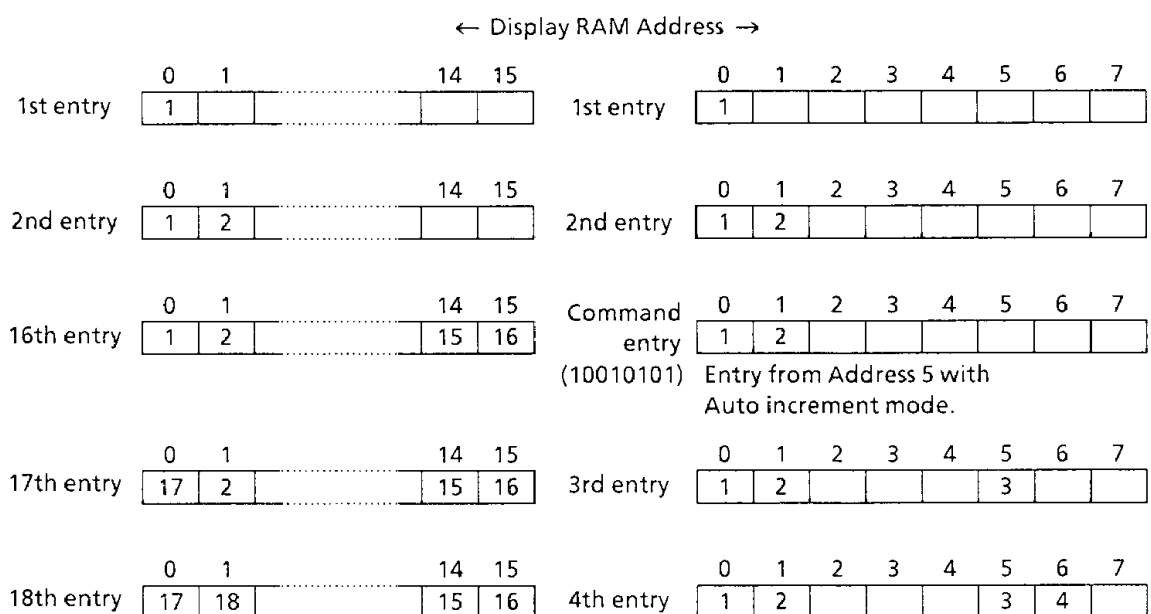 ← Display RAM Address →
0 1 14 15
1st entry 1
0 1 14 15
2nd entry 1 2
0 1 14 15
16th entry 1 2 15 16
0 1 14 15
17th entry 17 2 15 16
0 1 14 15
18th entry 17 18 15 16
0 1 2 3 4 5 6 7
1st entry 1
0 1 2 3 4 5 6 7
2nd entry 1 2
Command 0 1 2 3 4 5 6 7
entry 1 2
(10010101) Entry from Address 5 with
Auto increment mode.
0 1 2 3 4 5 6 7
3rd entry 1 2 3
0 1 2 3 4 5 6 7
4th entry 1 2 3 4